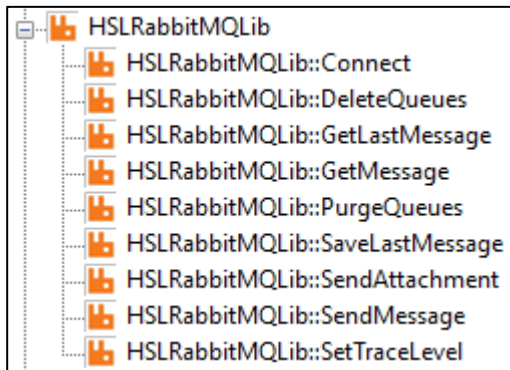 HSLRabbitMQLib
HSLRabbitMQLib::Connect
HSLRabbitMQLib::DeleteQueues
HSLRabbitMQLib::GetLastMessage
HSLRabbitMQLib::GetMessage
HSLRabbitMQLib::PurgeQueues
HSLRabbitMQLib::SaveLastMessage
HSLRabbitMQLib::SendAttachment
HSLRabbitMQLib::SendMessage
HSLRabbitMQLib::SetTraceLevel